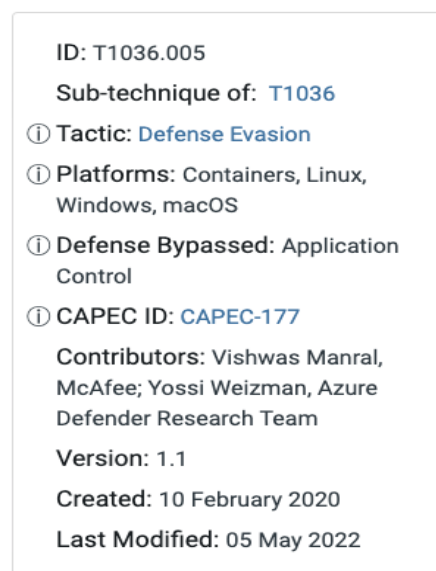 ID: T1036.005
Sub-technique of: T1036
ⓘ Tactic: Defense Evasion
ⓘ Platforms: Containers, Linux,
Windows, macOS
ⓘ Defense Bypassed: Application
Control
ⓘ CAPEC ID: CAPEC-177
Contributors: Vishwas Manral,
McAfee; Yossi Weizman, Azure
Defender Research Team
Version: 1.1
Created: 10 February 2020
Last Modified: 05 May 2022